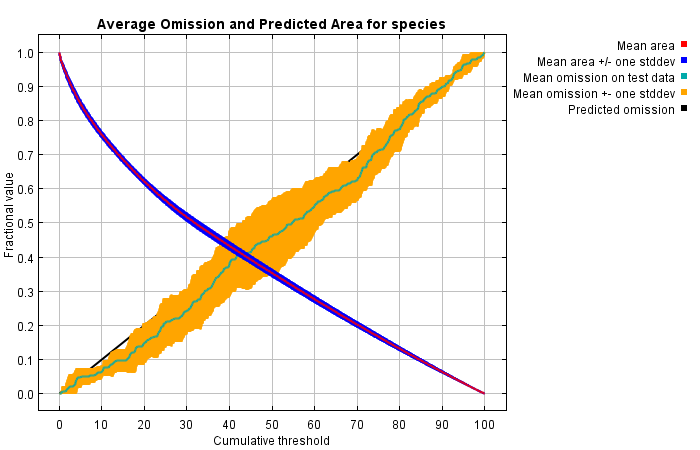 Average Omission and Predicted Area for species
Mean area
Mean area +/- one stddev
Mean omission on test data
Mean omission +- one stddev
Predicted omission
Fractional value
1.0
0.9
0.8
0.7
0.6
0.5
0.4
0.3
0.2
0.1
0.0
0 10 20 30 40 50 60 70 80 90 100
Cumulative threshold